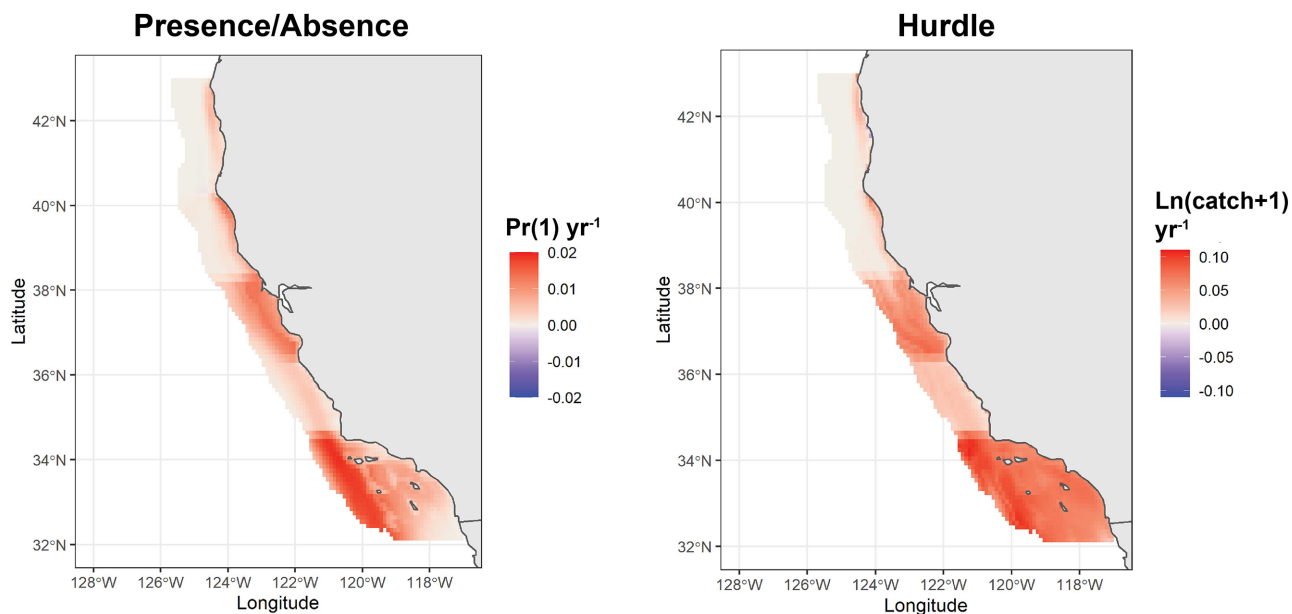 Presence/Absence
Latitude
42°N
40°N
38°N
36°N
34°N
32°N
128°W
126°W
124°W
122°W
120°W
118°W
Longitude
Pr(1) yr⁻¹
0.02
0.01
0.00
-0.01
-0.02
Hurdle
Latitude
42°N
40°N
38°N
36°N
34°N
32°N
128°W
126°W
124°W
122°W
120°W
118°W
Longitude
Ln(catch+1)
yr⁻¹
0.10
0.05
0.00
-0.05
-0.10